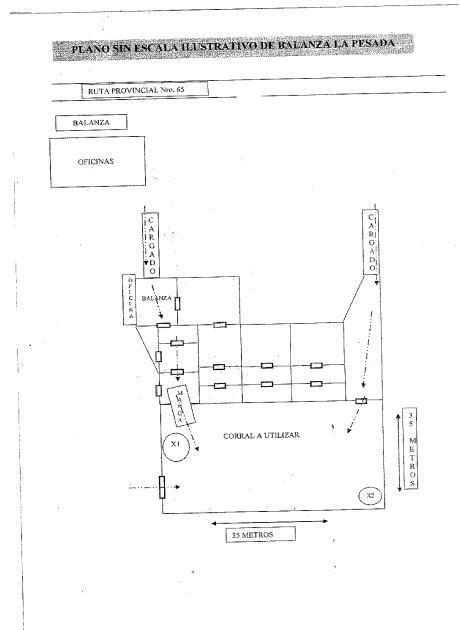 PLANO SIN ESCALA ILUSTRATIVO DE BALANZA LA PESADA
RUTA PROVINCIAL Nro. 65
BALANZA
OFICINAS
CARGADO
CARGADO
OFICINA
BALANZA
MANGA
X1
CORRAL A UTILIZAR
35 METROS
X2
35 METROS